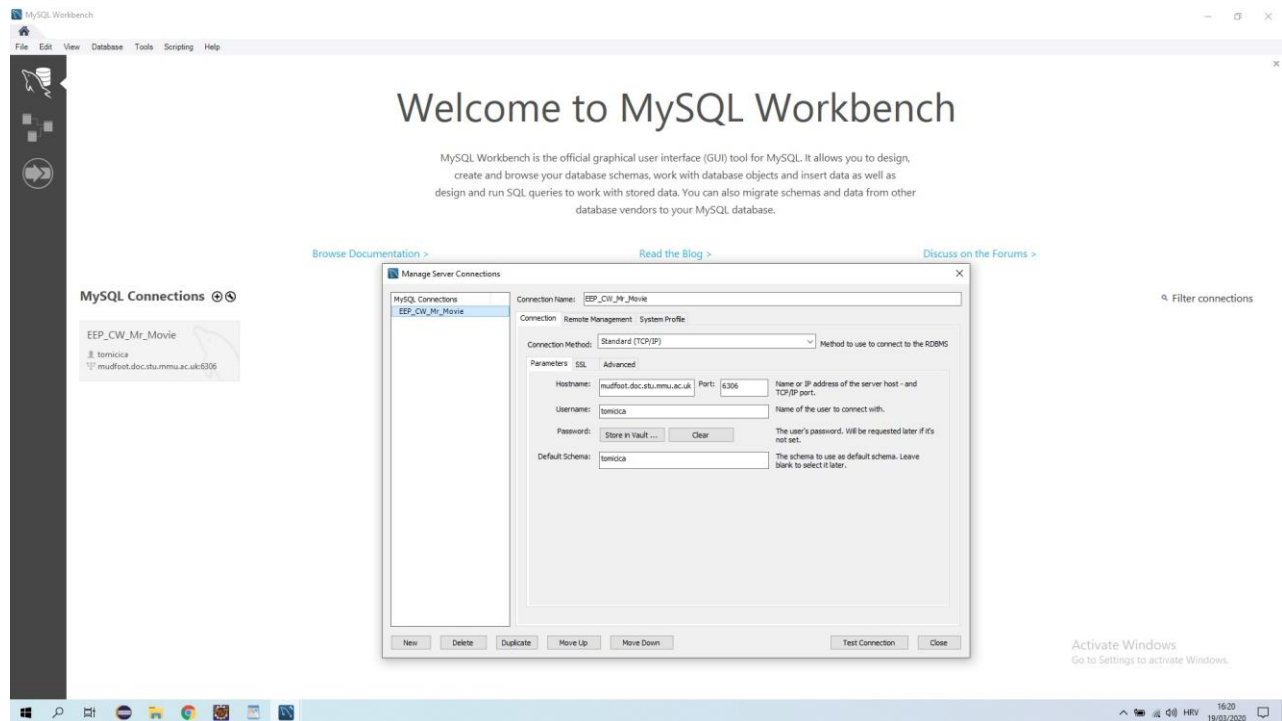 MySQL Workbench
File Edit View Database Tools Scripting Help
Welcome to MySQL Workbench
MySQL Workbench is the official graphical user interface (GUI) tool for MySQL. It allows you to design,
create and browse your database schemas, work with database objects and insert data as well as
design and run SQL queries to work with stored data. You can also migrate schemas and data from other
database vendors to your MySQL database.
Browse Documentation > Read the Blog > Discuss on the Forums >
MySQL Connections
Filter connections
EEP_CW_Mr_Movie
tomicica
mudfoot.doc.stu.mmu.ac.uk:6306
Manage Server Connections
MySQL Connections
EEP_CW_Mr_Movie
Connection Name: EEP_CW_Mr_Movie
Connection Remote Management System Profile
Connection Method: Standard (TCP/IP) Method to use to connect to the RDBMS
Parameters SSL Advanced
Hostname: mudfoot.doc.stu.mmu.ac.uk Port: 6306 Name or IP address of the server host - and
TCP/IP port.
Username: tomicica Name of the user to connect with.
Password: Store in Vault ... Clear The user's password. Will be requested later if it's
not set.
Default Schema: tomicica The schema to use as default schema. Leave
blank to select it later.
New Delete Duplicate Move Up Move Down Test Connection Close
Activate Windows
Go to Settings to activate Windows.
HRV 16:20
19/03/2020